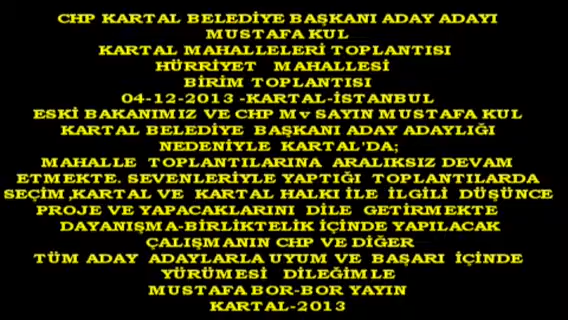 CHP KARTAL BELEDİYE BAŞKANI ADAY ADAYI
MUSTAFA KUL
KARTAL MAHALLELERİ TOPLANTISI
HÜRRİYET MAHALLESİ
BİRİM TOPLANTISI
04-12-2013 -KARTAL-İSTANBUL
ESKİ BAKANIMIZ VE CHP Mv SAYIN MUSTAFA KUL
KARTAL BELEDİYE BAŞKANI ADAY ADAYLIĞI
NEDENİYLE KARTAL'DA;
MAHALLE TOPLANTILARINA ARALIKSIZ DEVAM
ETMEKTE. SEVENLERİYLE YAPTIĞI TOPLANTILARDA
SEÇİM ,KARTAL VE KARTAL HALKI İLE İLGİLİ DÜŞÜNCE
PROJE VE YAPACAKLARINI DİLE GETİRMEKTE
DAYANIŞMA-BİRLİKTELİK İÇİNDE YAPILACAK
ÇALIŞMANIN CHP VE DİĞER
TÜM ADAY ADAYLARLA UYUM VE BAŞARI İÇİNDE
YÜRÜMESİ DİLEĞİMLE
MUSTAFA BOR-BOR YAYIN
KARTAL-2013